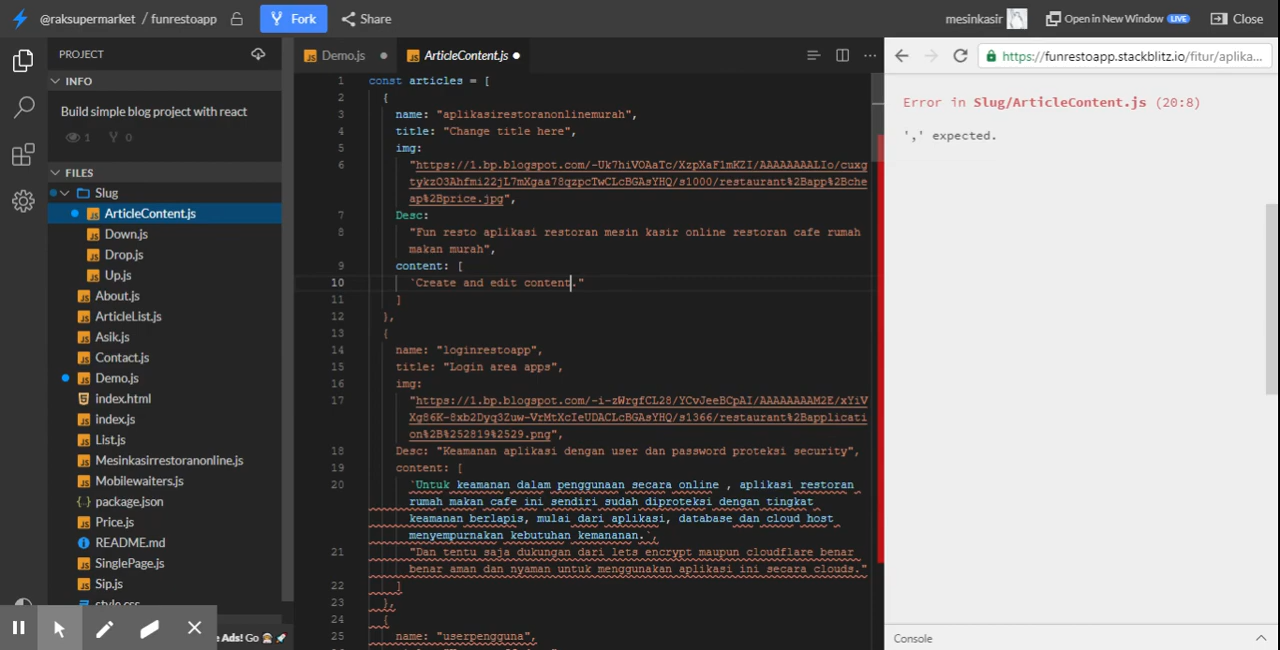 @raksupermarket / funrestoapp
Fork
Share
mesinkasir
Open in New Window LIVE
Close
PROJECT
INFO
Build simple blog project with react
1
0
FILES
Slug
ArticleContent.js
Down.js
Drop.js
Up.js
About.js
ArticleList.js
Asik.js
Contact.js
Demo.js
index.html
index.js
List.js
Mesinkasirrestoranonline.js
Mobilewaiters.js
package.json
Price.js
README.md
SinglePage.js
Sip.js
style.css
e Ads! Go
Demo.js
ArticleContent.js
1 const articles = [
2 {
3 name: "aplikasirestoranonlinemurah",
4 title: "Change title here",
5 img:
6 "https://1.bp.blogspot.com/-Uk7hiVOAaTc/XzpXaF1mKZI/AAAAAAAALIo/cuxg
tykzO3Ahfmi22jL7mXgaa78qzpcTwCLcBGAsYHQ/s1000/restaurant%2Bapp%2Bche
ap%2Bprice.jpg",
7 Desc:
8 "Fun resto aplikasi restoran mesin kasir online restoran cafe rumah
makan murah",
9 content: [
10 `Create and edit content."
11 ]
12 },
13 {
14 name: "loginrestoapp",
15 title: "Login area apps",
16 img:
17 "https://1.bp.blogspot.com/-i-zWrgfCL28/YCvJeeBCpAI/AAAAAAAAM2E/xYiV
Xg86K-8xb2Dyq3Zuw-VrMtXcIeUDACLcBGAsYHQ/s1366/restaurant%2Bapplicat
ion%2B%252819%2529.png",
18 Desc: "Keamanan aplikasi dengan user dan password proteksi security",
19 content: [
20 `Untuk keamanan dalam penggunaan secara online , aplikasi restoran
rumah makan cafe ini sendiri sudah diproteksi dengan tingkat
keamanan berlapis, mulai dari aplikasi, database dan cloud host
menyempurnakan kebutuhan kemananan.`,
21 "Dan tentu saja dukungan dari lets encrypt maupun cloudflare benar
benar aman dan nyaman untuk menggunakan aplikasi ini secara clouds."
22 ]
23 },
24 {
25 name: "userpengguna",
https://funrestoapp.stackblitz.io/fitur/aplika...
Error in Slug/ArticleContent.js (20:8)
',' expected.
Console